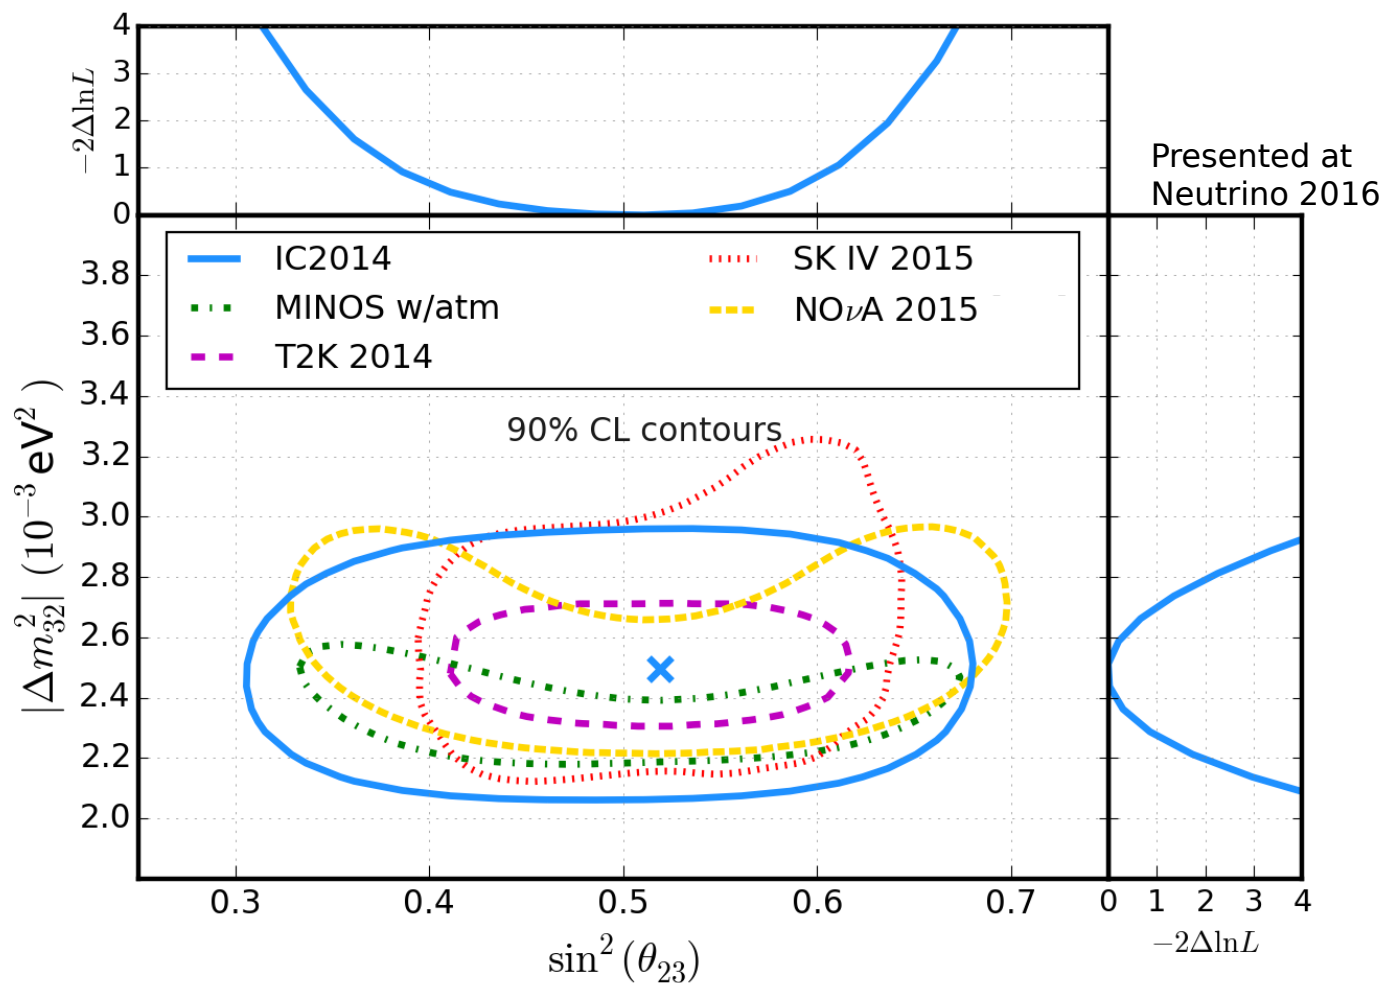 4
3
2
1
0
−2ΔlnL
Presented at
Neutrino 2016
IC2014
MINOS w/atm
T2K 2014
SK IV 2015
NOνA 2015
90% CL contours
3.8
3.6
3.4
3.2
3.0
2.8
2.6
2.4
2.2
2.0
|Δm²₃₂| (10⁻³ eV²)
0.3 0.4 0.5 0.6 0.7
sin² (θ₂₃)
0 1 2 3 4
−2ΔlnL